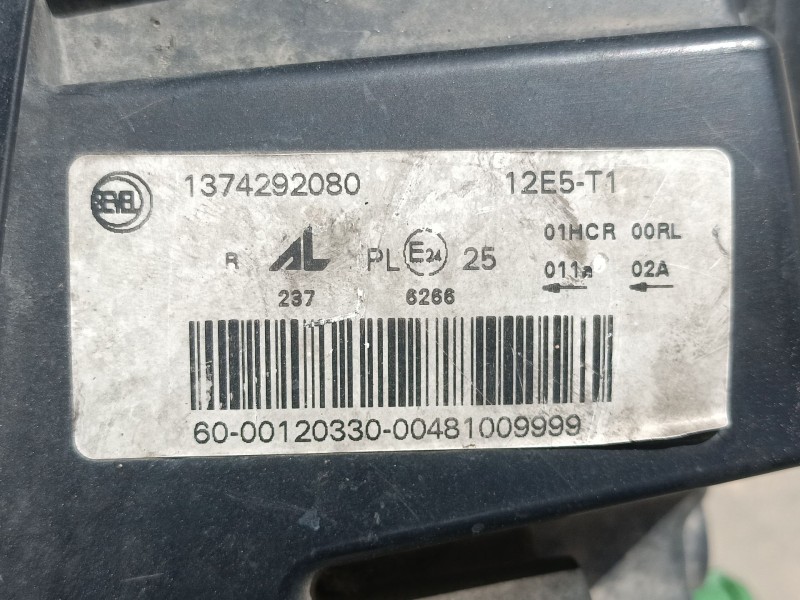 SEVEL 1374292080 12E5-T1
01HCR 00RL
R AL PL E24 25 011a 02A
237 6266
60-00120330-00481009999